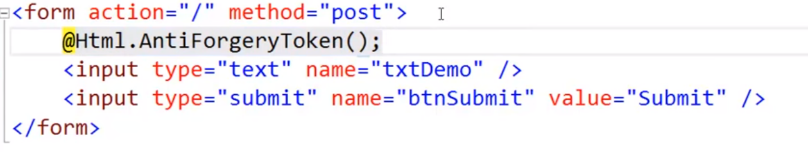 <form action="/" method="post">
@Html.AntiForgeryToken();
<input type="text" name="txtDemo" />
<input type="submit" name="btnSubmit" value="Submit" />
</form>